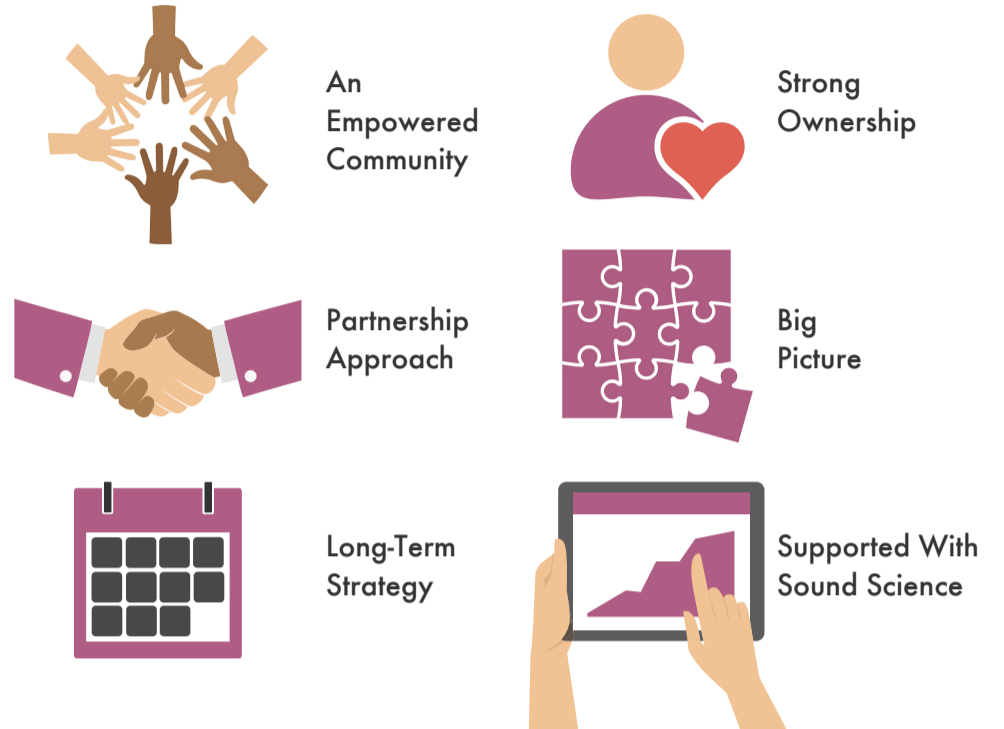 An
Empowered
Community
Strong
Ownership
Partnership
Approach
Big
Picture
Long-Term
Strategy
Supported With
Sound Science